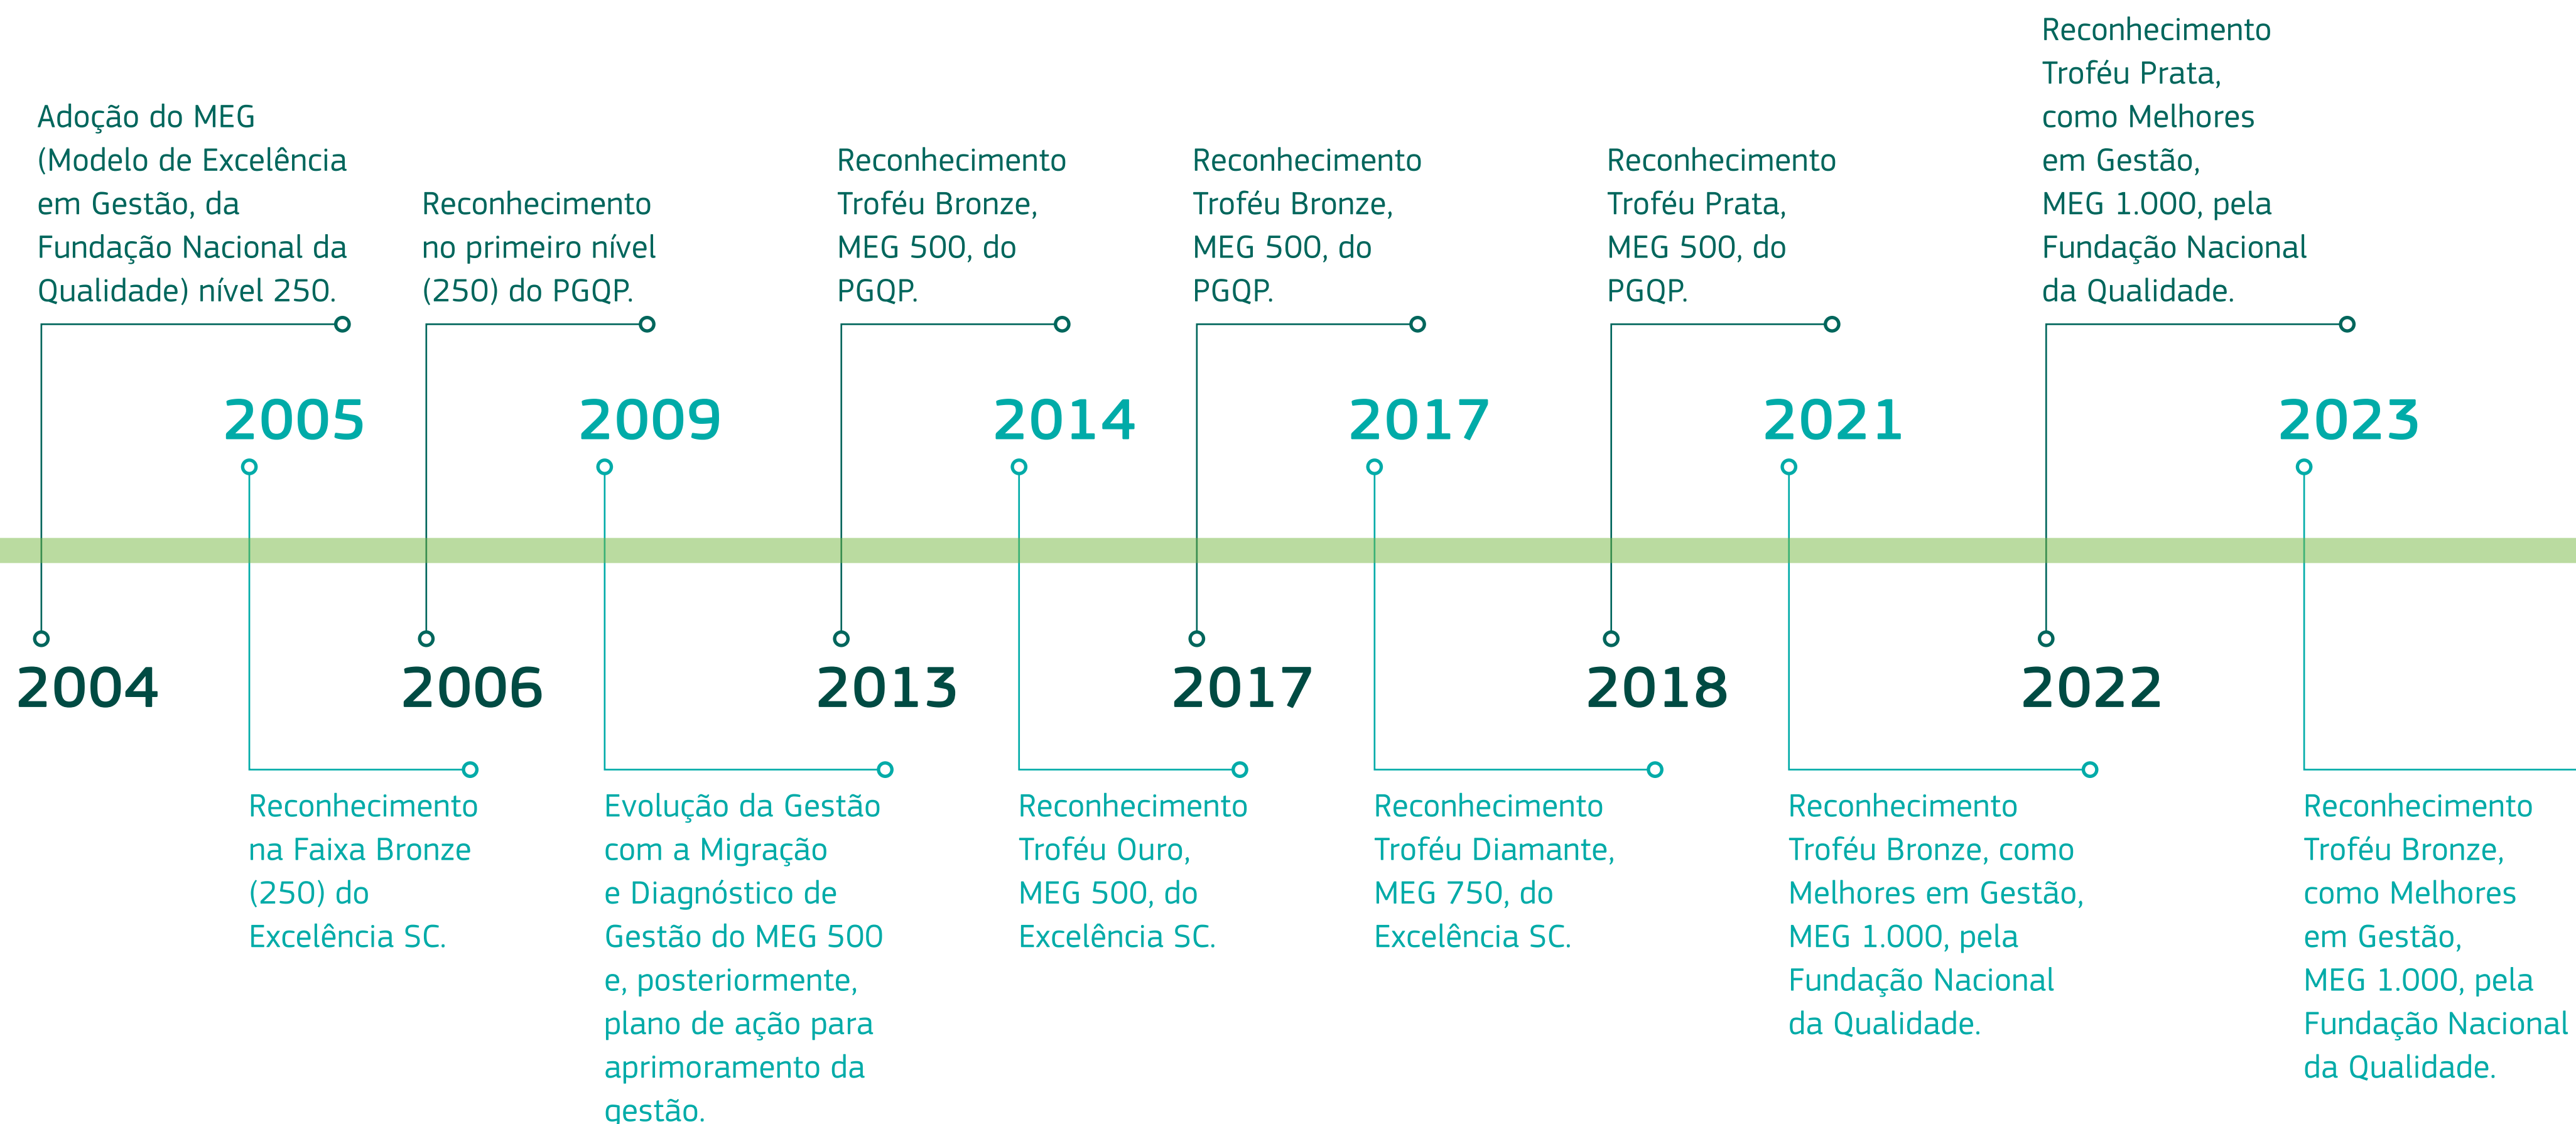 Adoção do MEG
(Modelo de Excelência
em Gestão, da
Fundação Nacional da
Qualidade) nível 250.
2004
2005
Reconhecimento
na Faixa Bronze
(250) do
Excelência SC.
Reconhecimento
no primeiro nível
(250) do PGQP.
2006
2009
Evolução da Gestão
com a Migração
e Diagnóstico de
Gestão do MEG 500
e, posteriormente,
plano de ação para
aprimoramento da
gestão.
Reconhecimento
Troféu Bronze,
MEG 500, do
PGQP.
2013
2014
Reconhecimento
Troféu Ouro,
MEG 500, do
Excelência SC.
Reconhecimento
Troféu Bronze,
MEG 500, do
PGQP.
2017
2017
Reconhecimento
Troféu Diamante,
MEG 750, do
Excelência SC.
Reconhecimento
Troféu Prata,
MEG 500, do
PGQP.
2018
2021
Reconhecimento
Troféu Bronze, como
Melhores em Gestão,
MEG 1.000, pela
Fundação Nacional
da Qualidade.
Reconhecimento
Troféu Prata,
como Melhores
em Gestão,
MEG 1.000, pela
Fundação Nacional
da Qualidade.
2022
2023
Reconhecimento
Troféu Bronze,
como Melhores
em Gestão,
MEG 1.000, pela
Fundação Nacional
da Qualidade.